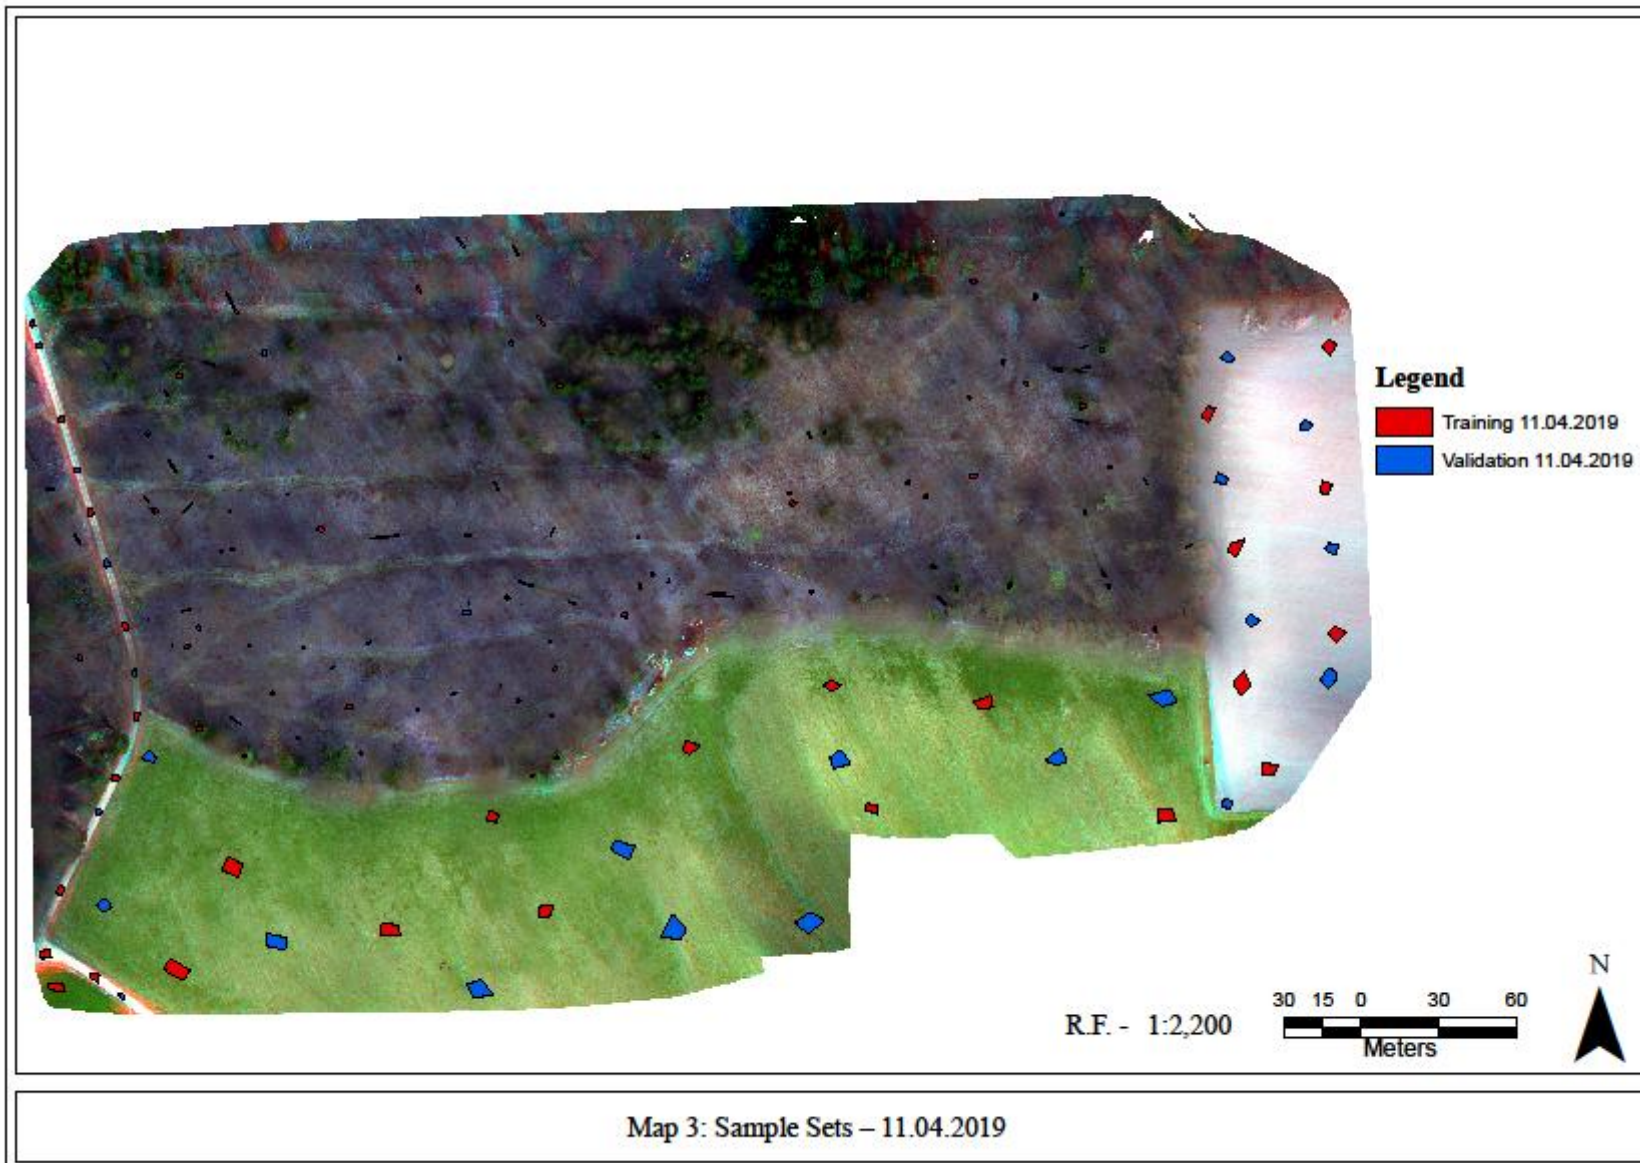 Legend
Training 11.04.2019
Validation 11.04.2019
N
30 15 0 30 60
R.F. - 1:2,200
Meters
Map 3: Sample Sets – 11.04.2019